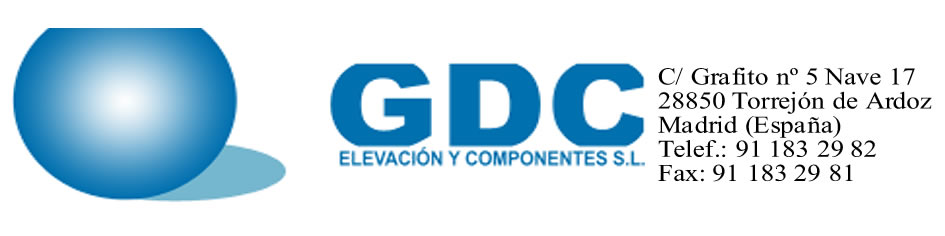 GDC
ELEVACIÓN Y COMPONENTES S.L.
C/ Grafito nº 5 Nave 17
28850 Torrejón de Ardoz
Madrid (España)
Telef.: 91 183 29 82
Fax: 91 183 29 81